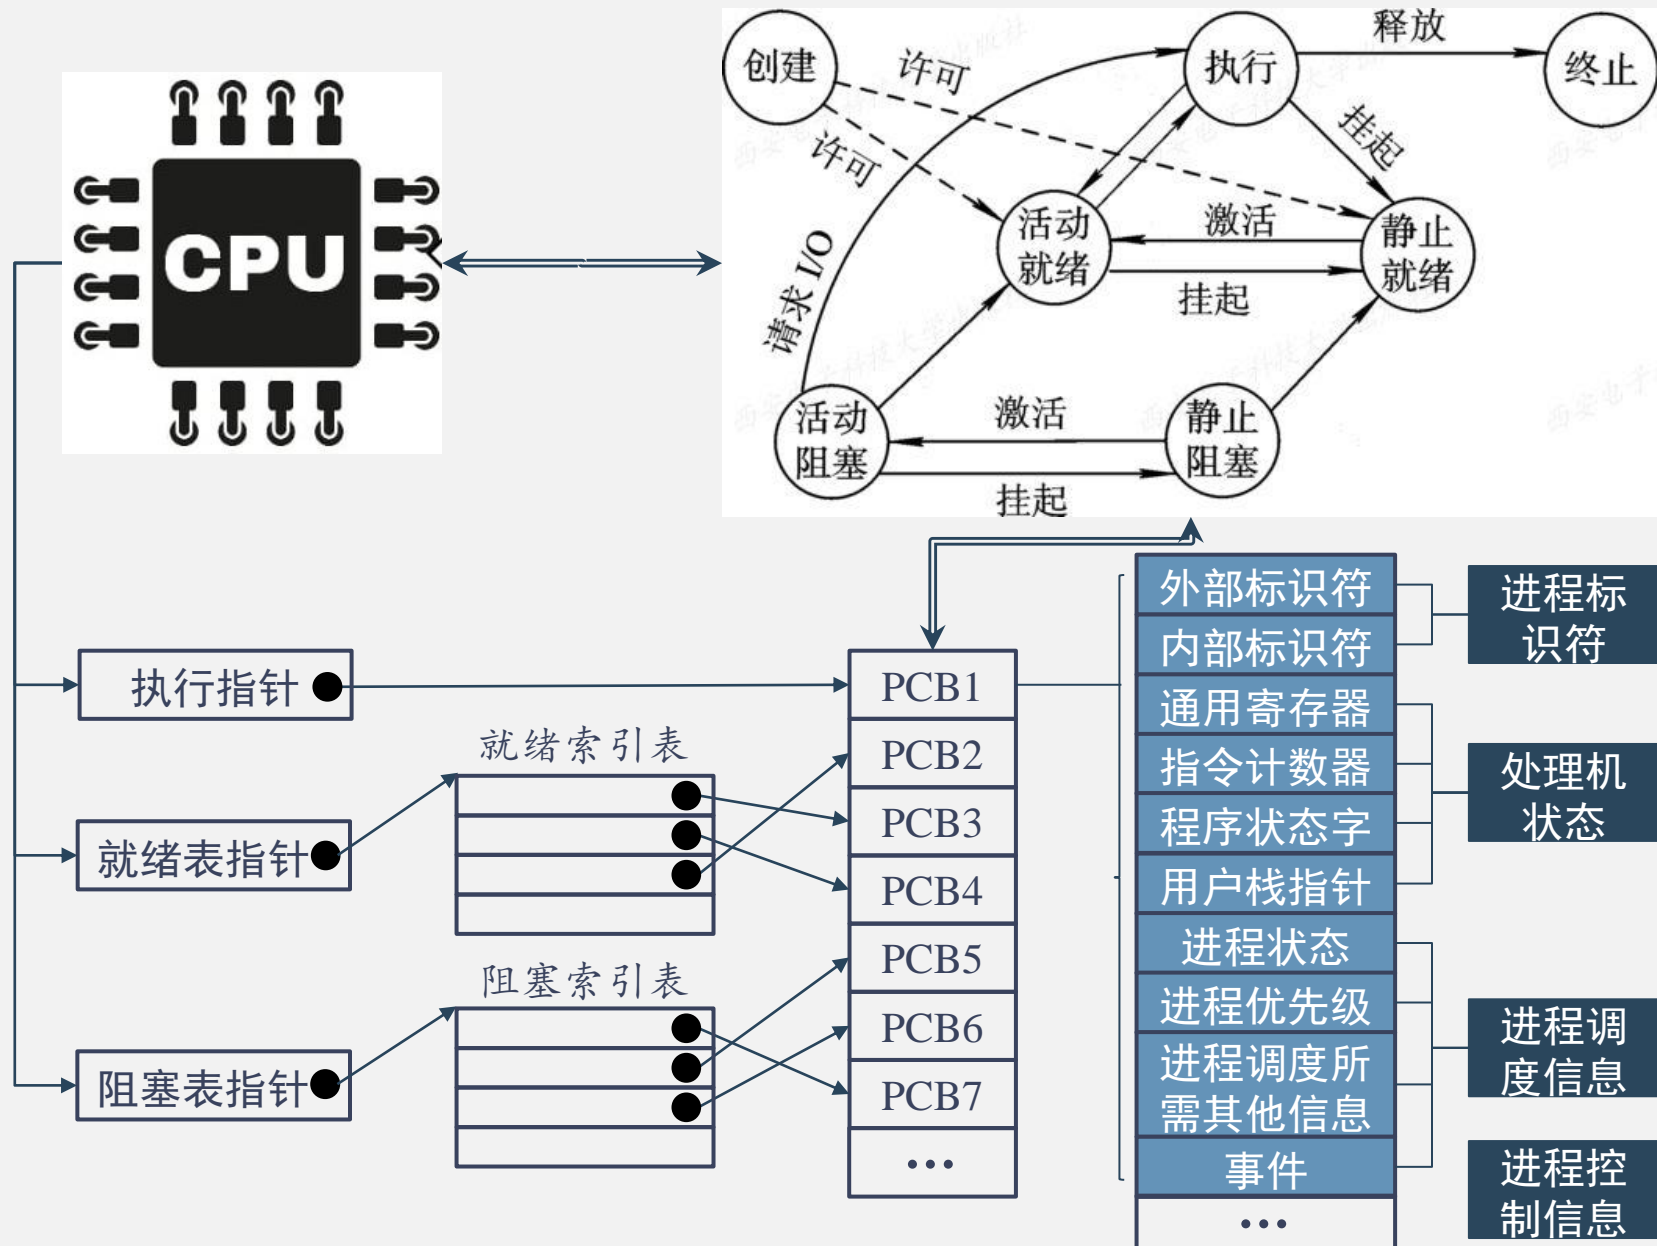 创建
许可
许可
执行
释放
终止
挂起
请求 I/O
活动
就绪
激活
挂起
静止
就绪
活动
阻塞
激活
挂起
静止
阻塞
CPU
执行指针
就绪表指针
阻塞表指针
就绪索引表
阻塞索引表
PCB1
PCB2
PCB3
PCB4
PCB5
PCB6
PCB7
•••
外部标识符
内部标识符
通用寄存器
指令计数器
程序状态字
用户栈指针
进程状态
进程优先级
进程调度所
需其他信息
事件
•••
进程标
识符
处理机
状态
进程调
度信息
进程控
制信息